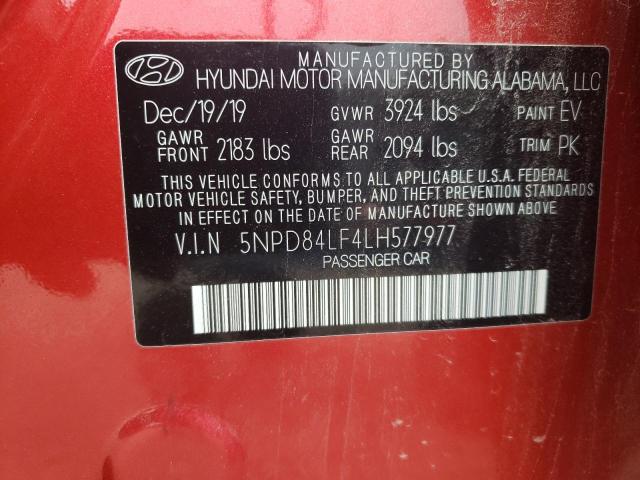 MANUFACTURED BY
HYUNDAI MOTOR MANUFACTURING ALABAMA, LLC
Dec/19/19 GVWR 3924 lbs PAINT EV
GAWR FRONT 2183 lbs GAWR REAR 2094 lbs TRIM PK
THIS VEHICLE CONFORMS TO ALL APPLICABLE U.S.A. FEDERAL
MOTOR VEHICLE SAFETY, BUMPER, AND THEFT PREVENTION STANDARDS
IN EFFECT ON THE DATE OF MANUFACTURE SHOWN ABOVE.
V.I.N 5NPD84LF4LH577977
PASSENGER CAR